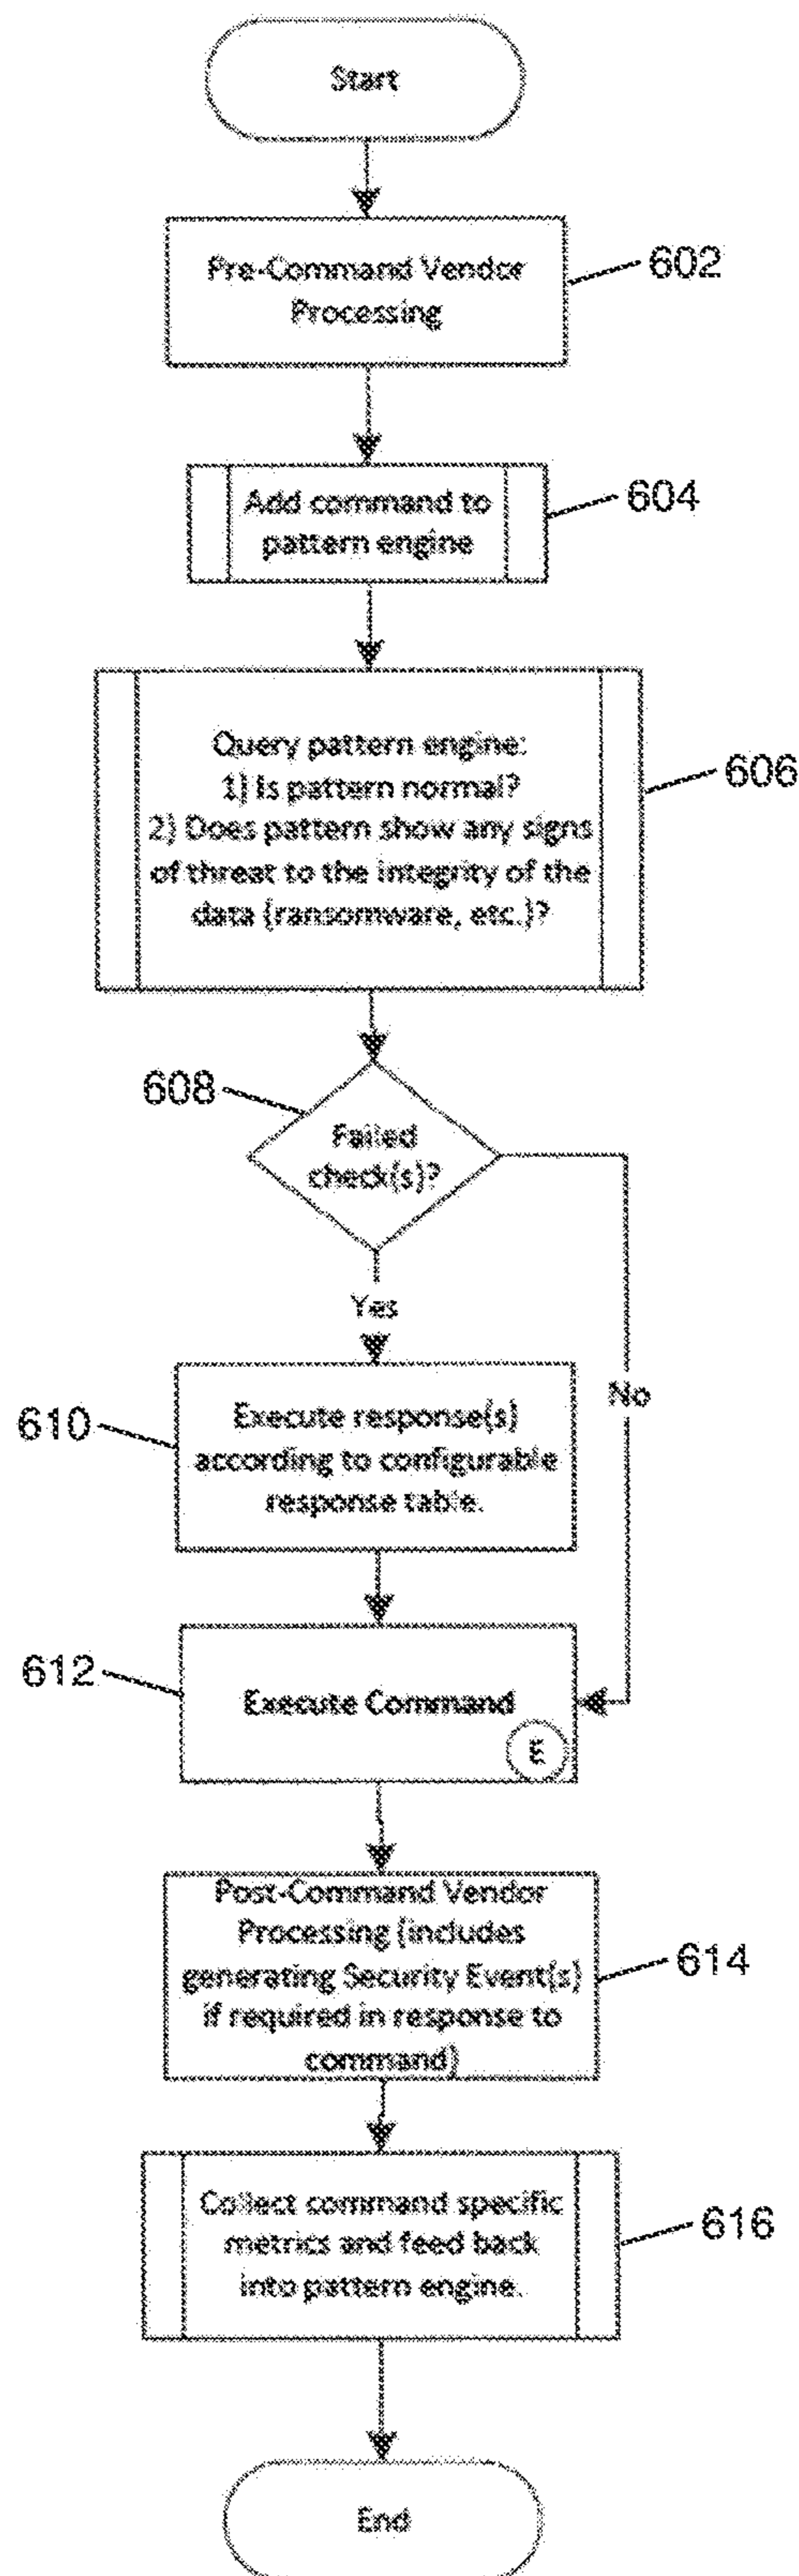 Start
Pre-Command Vendor
Processing
602
Add command to
pattern engine
604
Query pattern engine:
1) Is pattern normal?
2) Does pattern show any signs
of threat to the integrity of the
data (ransomware, etc.)?
606
608
Failed
check(s)?
Yes
No
610
Execute response(s)
according to configurable
response table.
612
Execute Command
E
Post-Command Vendor
Processing (includes
generating Security Event(s)
if required in response to
command)
614
Collect command specific
metrics and feed back
into pattern engine.
616
End